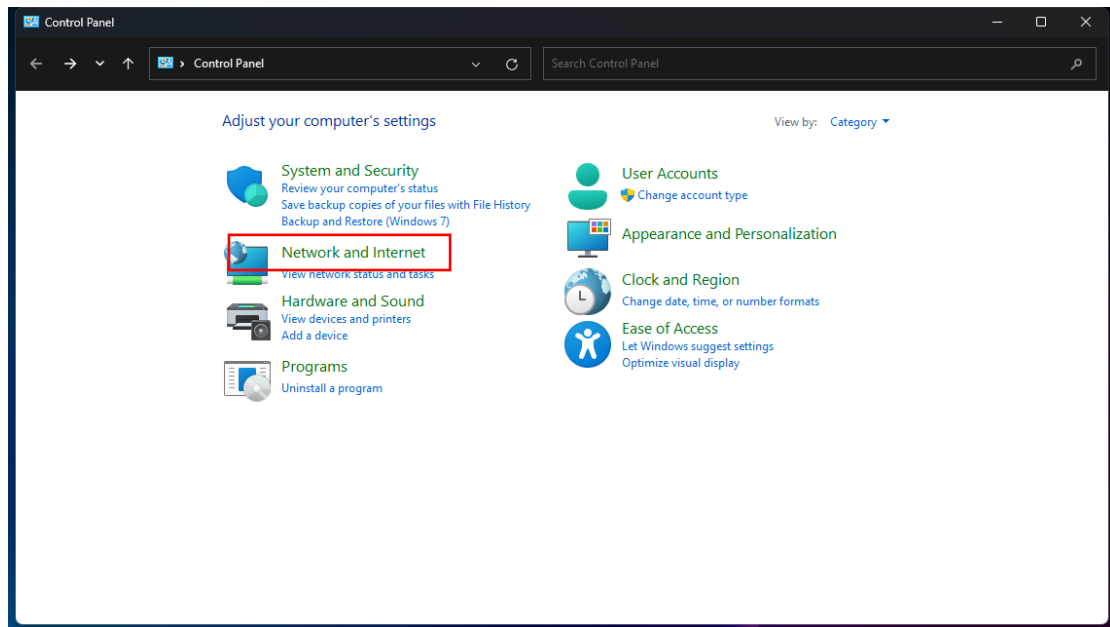 Control Panel
Control Panel
Search Control Panel
Adjust your computer's settings
View by: Category
System and Security
Review your computer's status
Save backup copies of your files with File History
Backup and Restore (Windows 7)
Network and Internet
View network status and tasks
Hardware and Sound
View devices and printers
Add a device
Programs
Uninstall a program
User Accounts
Change account type
Appearance and Personalization
Clock and Region
Change date, time, or number formats
Ease of Access
Let Windows suggest settings
Optimize visual display